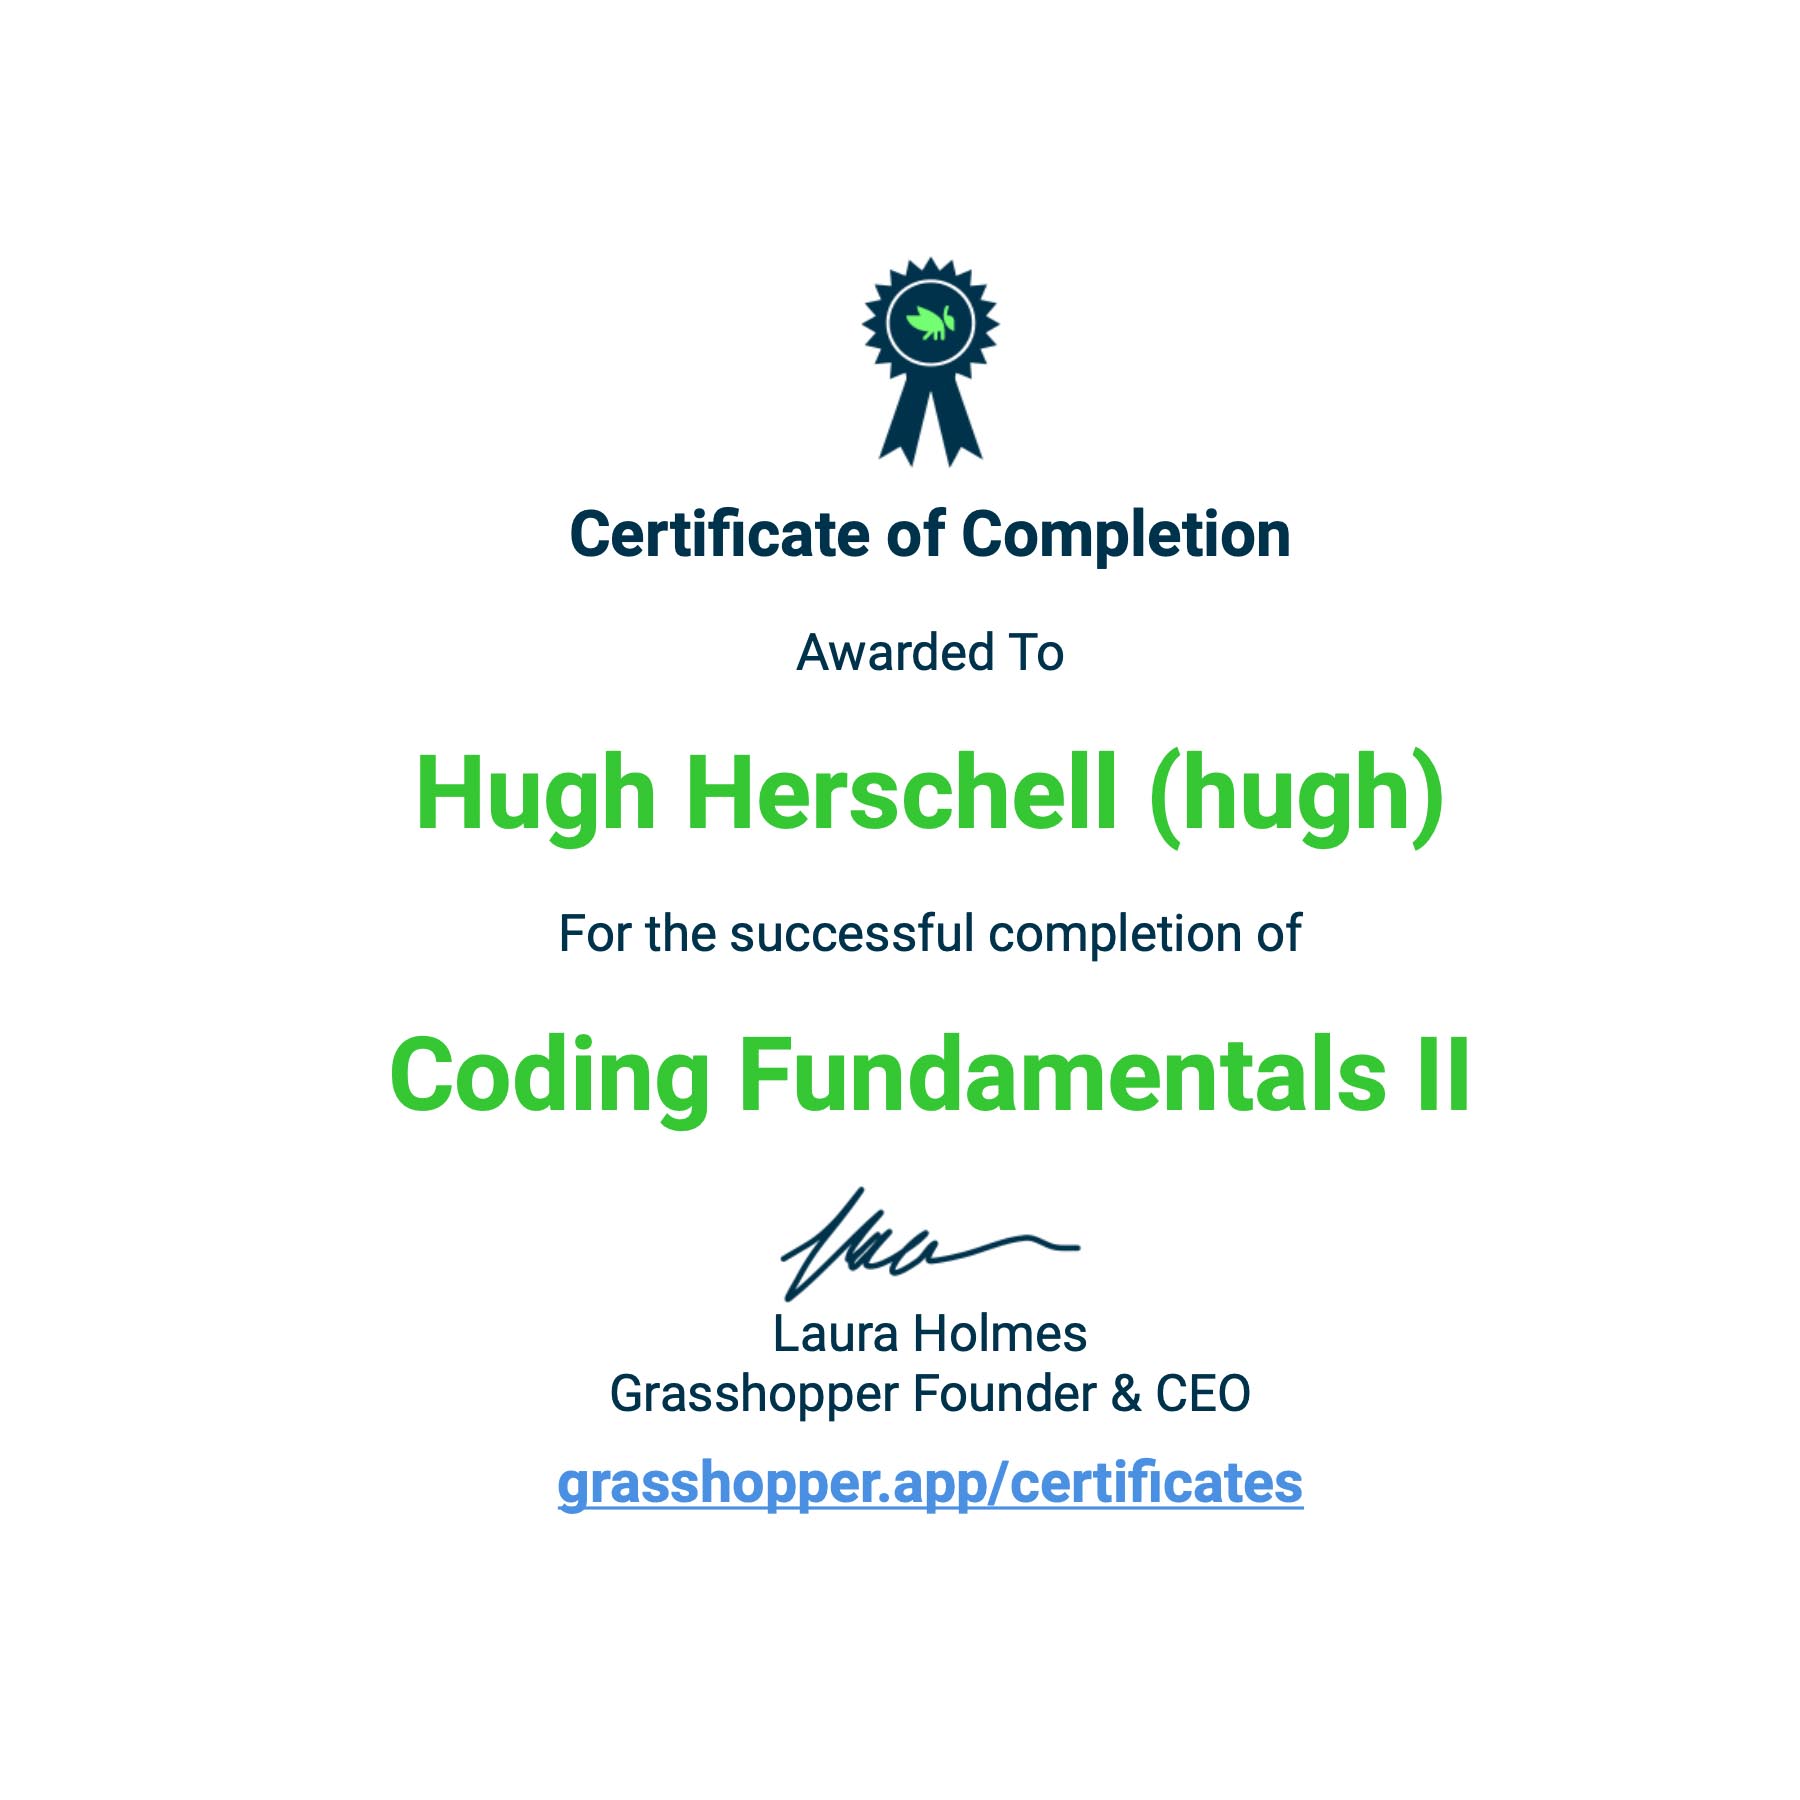 Certificate of Completion
Awarded To
Hugh Herschell (hugh)
For the successful completion of
Coding Fundamentals II
Laura Holmes
Grasshopper Founder & CEO
grasshopper.app/certificates